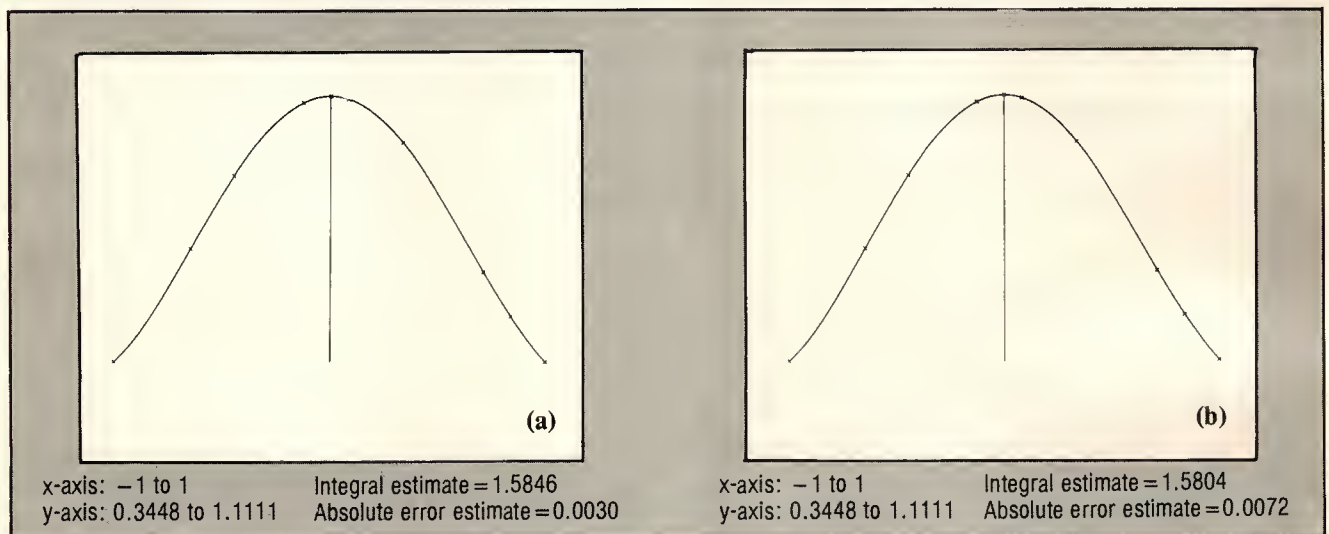 (a)
x-axis: −1 to 1 Integral estimate = 1.5846
y-axis: 0.3448 to 1.1111 Absolute error estimate = 0.0030
(b)
x-axis: −1 to 1 Integral estimate = 1.5804
y-axis: 0.3448 to 1.1111 Absolute error estimate = 0.0072